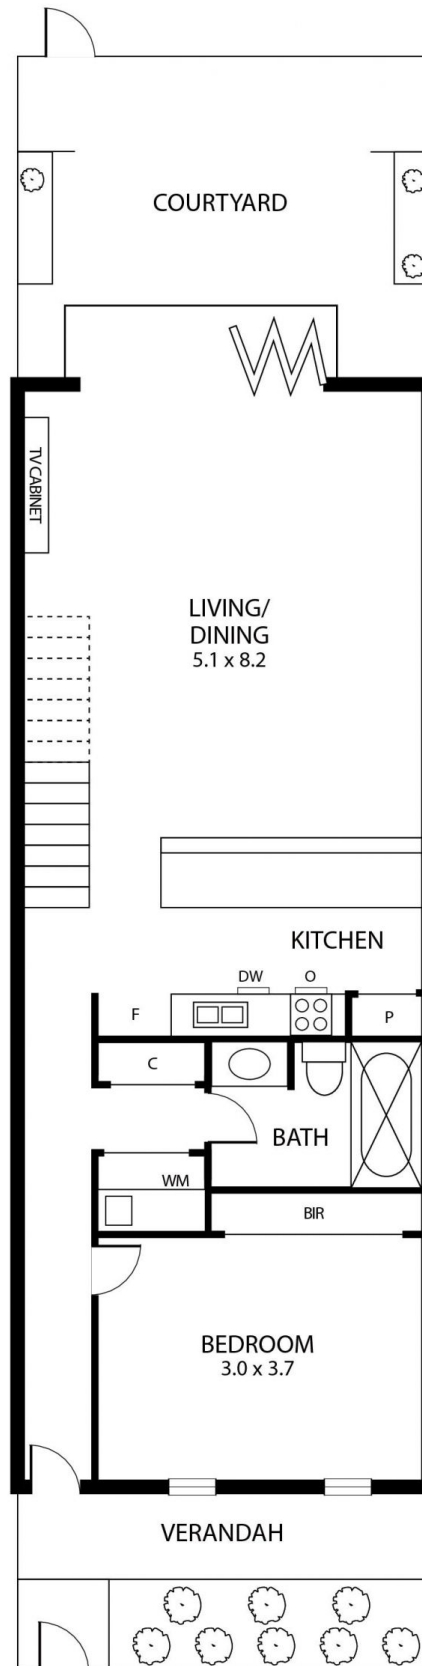 COURTYARD
TV CABINET
LIVING/
DINING
5.1 x 8.2
KITCHEN
DW O
F
P
C
BATH
WM
BIR
BEDROOM
3.0 x 3.7
VERANDAH